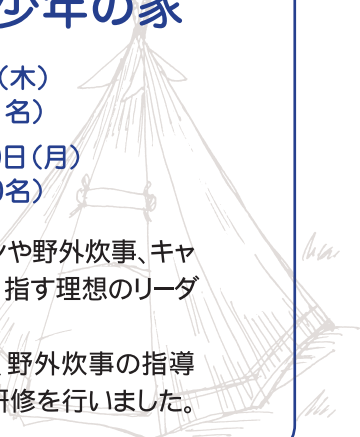 少年の家
(木)
名)
日(月)
名)
や野外炊事、キャ
指す理想のリーダ
野外炊事の指導
研修を行いました。